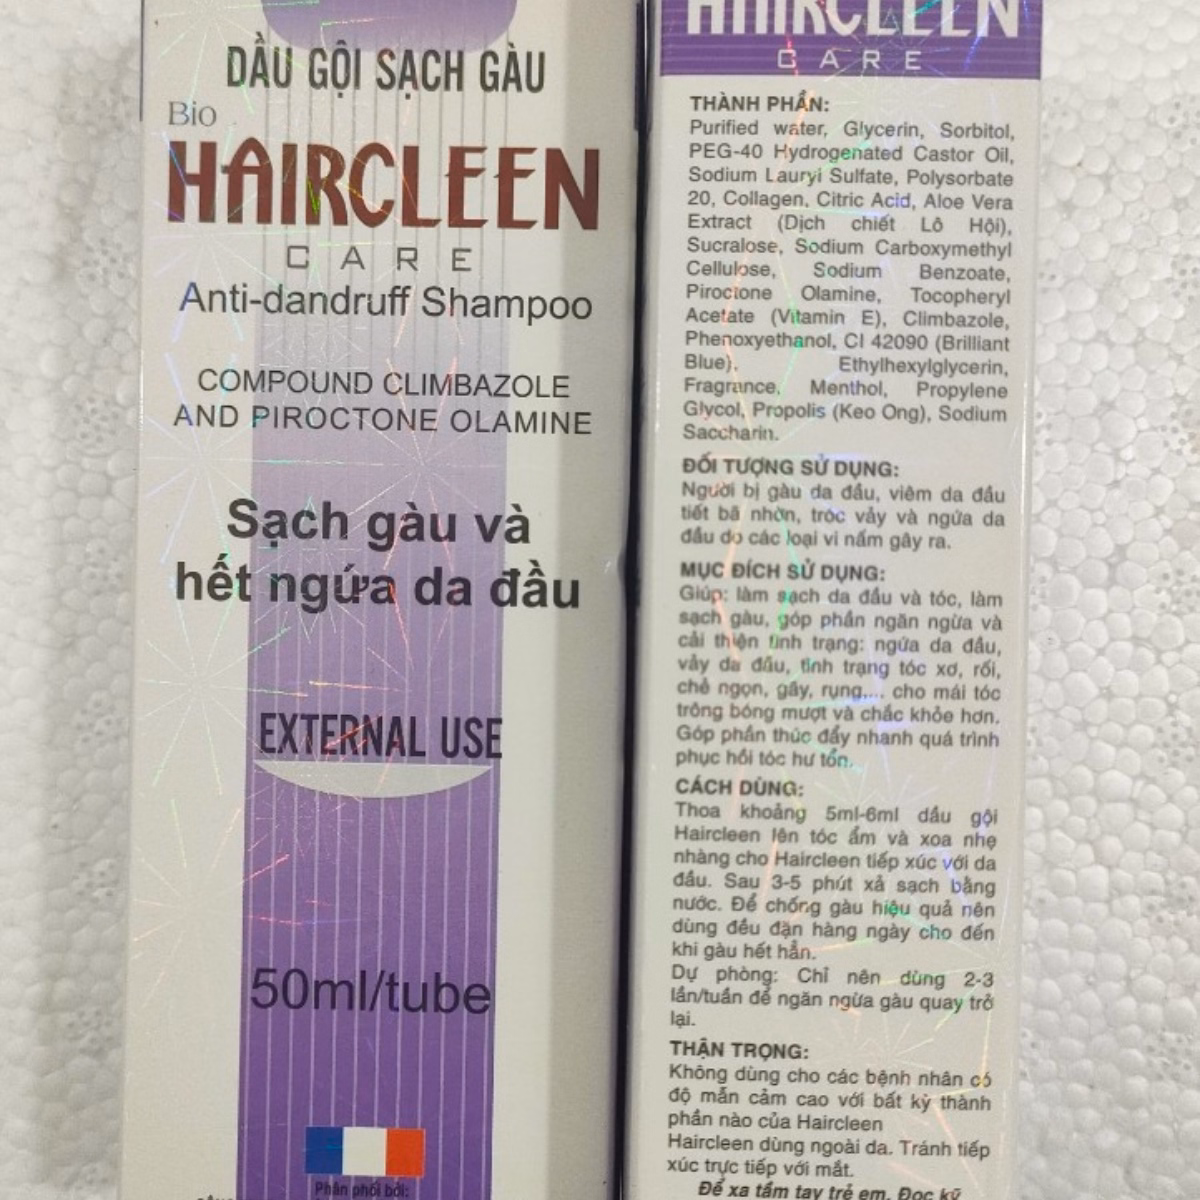 DẦU GỘI SẠCH GÀU
Bio
HAIRCLEEN
CARE
Anti-dandruff Shampoo
COMPOUND CLIMBAZOLE
AND PIROCTONE OLAMINE
Sạch gàu và
hết ngứa da đầu
EXTERNAL USE
50ml/tube
Phân phối bởi:
HAIRCLEEN
CARE
THÀNH PHẦN:
Purified water, Glycerin, Sorbitol,
PEG-40 Hydrogenated Castor Oil,
Sodium Lauryl Sulfate, Polysorbate
20, Collagen, Citric Acid, Aloe Vera
Extract (Dịch chiết Lô Hội),
Sucralose, Sodium Carboxymethyl
Cellulose, Sodium Benzoate,
Piroctone Olamine, Tocopheryl
Acetate (Vitamin E), Climbazole,
Phenoxyethanol, CI 42090 (Brilliant
Blue), Ethylhexylglycerin,
Fragrance, Menthol, Propylene
Glycol, Propolis (Keo Ong), Sodium
Saccharin.
ĐỐI TƯỢNG SỬ DỤNG:
Người bị gàu da đầu, viêm da đầu
tiết bã nhờn, tróc vảy và ngứa da
đầu do các loại vi nấm gây ra.
MỤC ĐÍCH SỬ DỤNG:
Giúp: làm sạch da đầu và tóc, làm
sạch gàu, góp phần ngăn ngừa và
cải thiện tình trạng: ngứa da đầu,
vảy da đầu, tình trạng tóc xơ, rối,
chẻ ngọn, gãy, rụng,... cho mái tóc
trông bóng mượt và chắc khỏe hơn.
Góp phần thúc đẩy nhanh quá trình
phục hồi tóc hư tổn.
CÁCH DÙNG:
Thoa khoảng 5ml-6ml dầu gội
Haircleen lên tóc ẩm và xoa nhẹ
nhàng cho Haircleen tiếp xúc với da
đầu. Sau 3-5 phút xả sạch bằng
nước. Để chống gàu hiệu quả nên
dùng đều đặn hàng ngày cho đến
khi gàu hết hẳn.
Dự phòng: Chỉ nên dùng 2-3
lần/tuần để ngăn ngừa gàu quay trở
lại.
THẬN TRỌNG:
Không dùng cho các bệnh nhân có
độ mẫn cảm cao với bất kỳ thành
phần nào của Haircleen
Haircleen dùng ngoài da. Tránh tiếp
xúc trực tiếp với mắt.
Để xa tầm tay trẻ em. Đọc kỹ